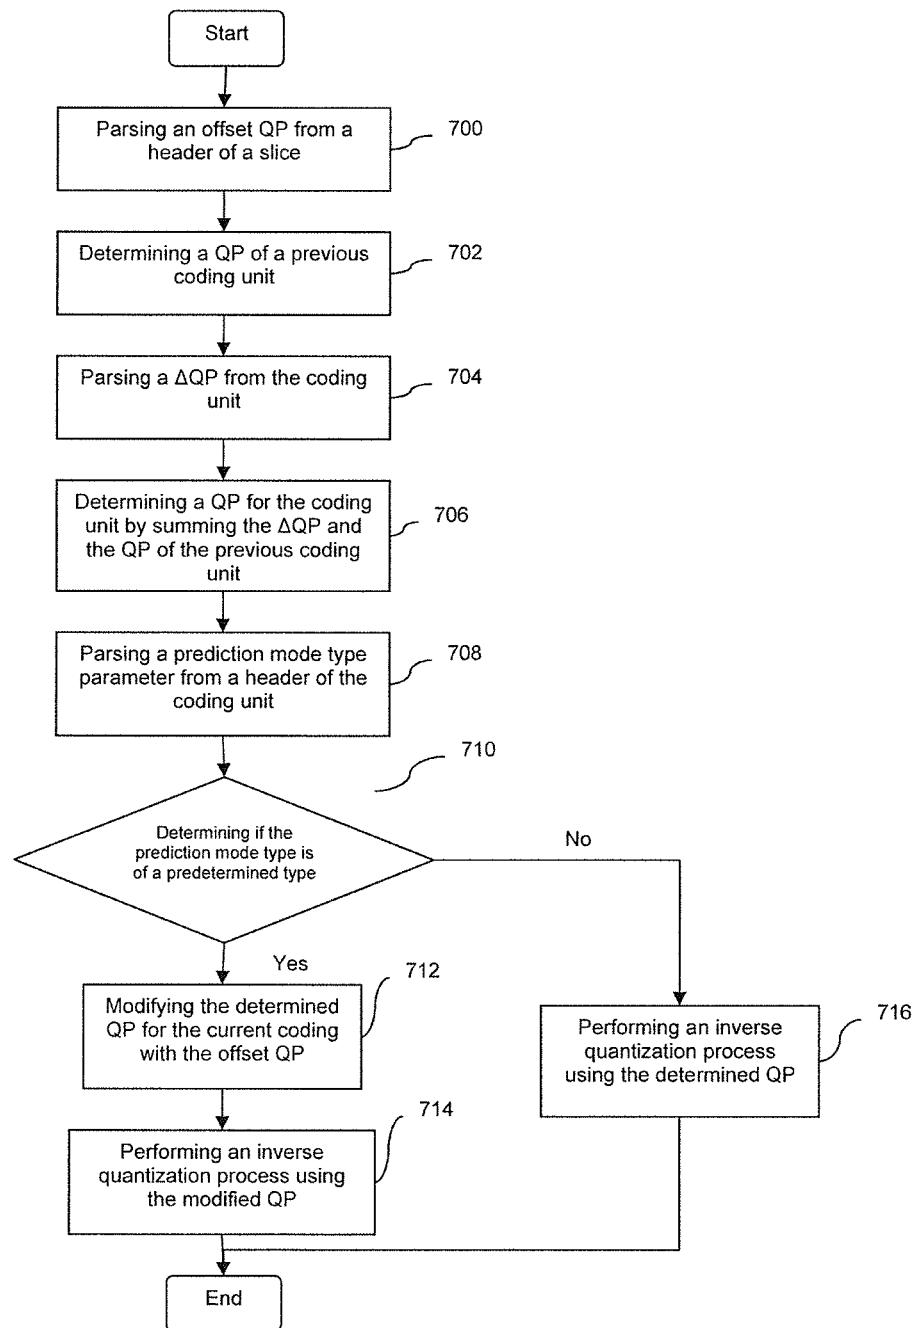 Start
Parsing an offset QP from a
header of a slice
700
Determining a QP of a previous
coding unit
702
Parsing a ΔQP from the coding
unit
704
Determining a QP for the coding
unit by summing the ΔQP and
the QP of the previous coding
unit
706
Parsing a prediction mode type
parameter from a header of the
coding unit
708
710
Determining if the
prediction mode type is
of a predetermined type
No
Yes
712
Modifying the determined
QP for the current coding
with the offset QP
716
Performing an inverse
quantization process
using the determined QP
714
Performing an inverse
quantization process using
the modified QP
End